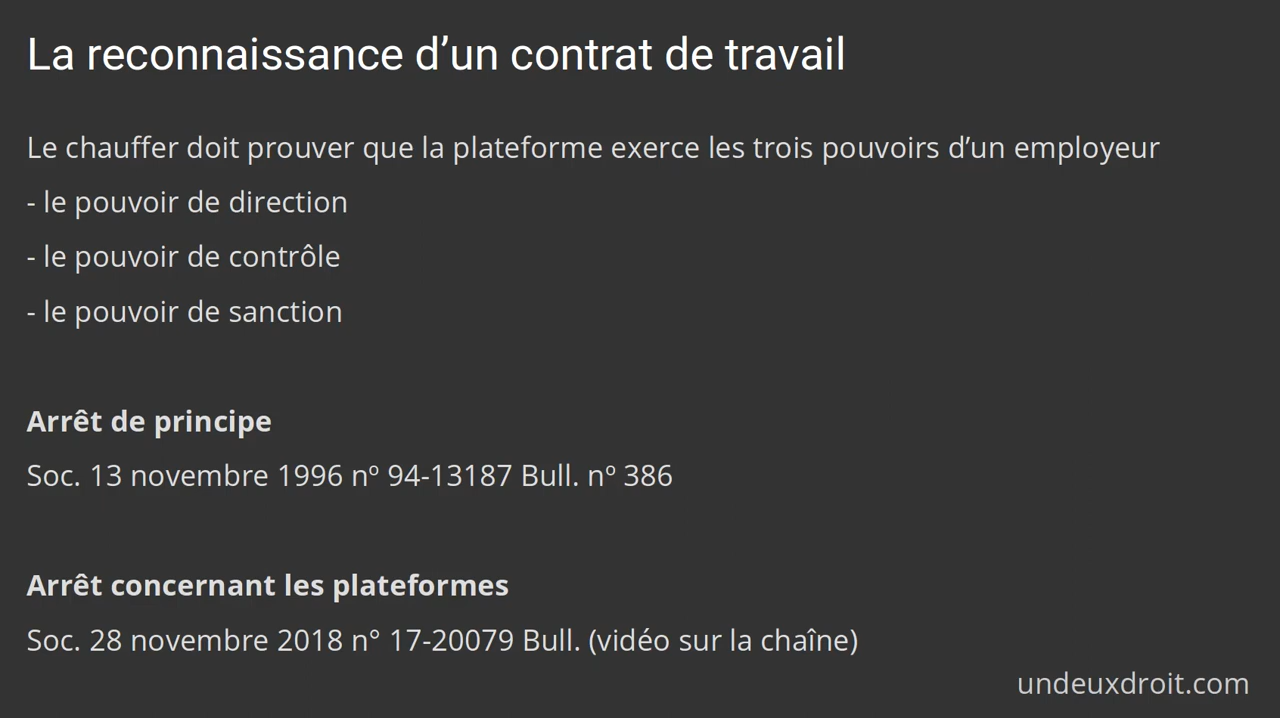 La reconnaissance d’un contrat de travail
Le chauffer doit prouver que la plateforme exerce les trois pouvoirs d’un employeur
- le pouvoir de direction
- le pouvoir de contrôle
- le pouvoir de sanction
Arrêt de principe
Soc. 13 novembre 1996 nº 94-13187 Bull. nº 386
Arrêt concernant les plateformes
Soc. 28 novembre 2018 n° 17-20079 Bull. (vidéo sur la chaîne)
undeuxdroit.com